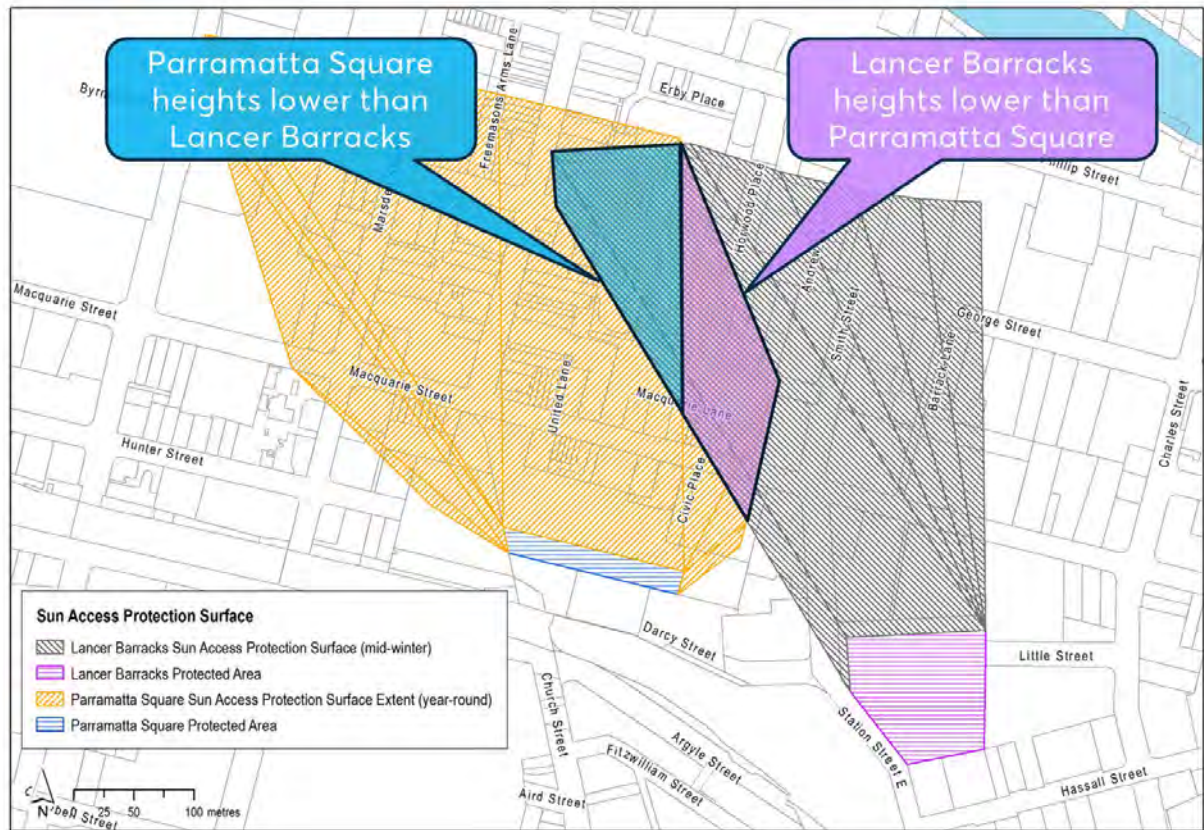 Parramatta Square
heights lower than
Lancer Barracks
Lancer Barracks
heights lower than
Parramatta Square
Freemasons Arms Lane
Erby Place
Phillip Street
Horwood Place
Smith Street
George Street
Barrack Lane
Charles Street
Macquarie Street
Macquarie Street
United Lane
Macquarie Lane
Hunter Street
Civic Place
Darcy Street
Little Street
Church Street
Station Street E
Argyle Street
Fitzwilliam Street
Hassall Street
Aird Street
Sun Access Protection Surface
Lancer Barracks Sun Access Protection Surface (mid-winter)
Lancer Barracks Protected Area
Parramatta Square Sun Access Protection Surface Extent (year-round)
Parramatta Square Protected Area
N
0 25 50 100 metres
Street